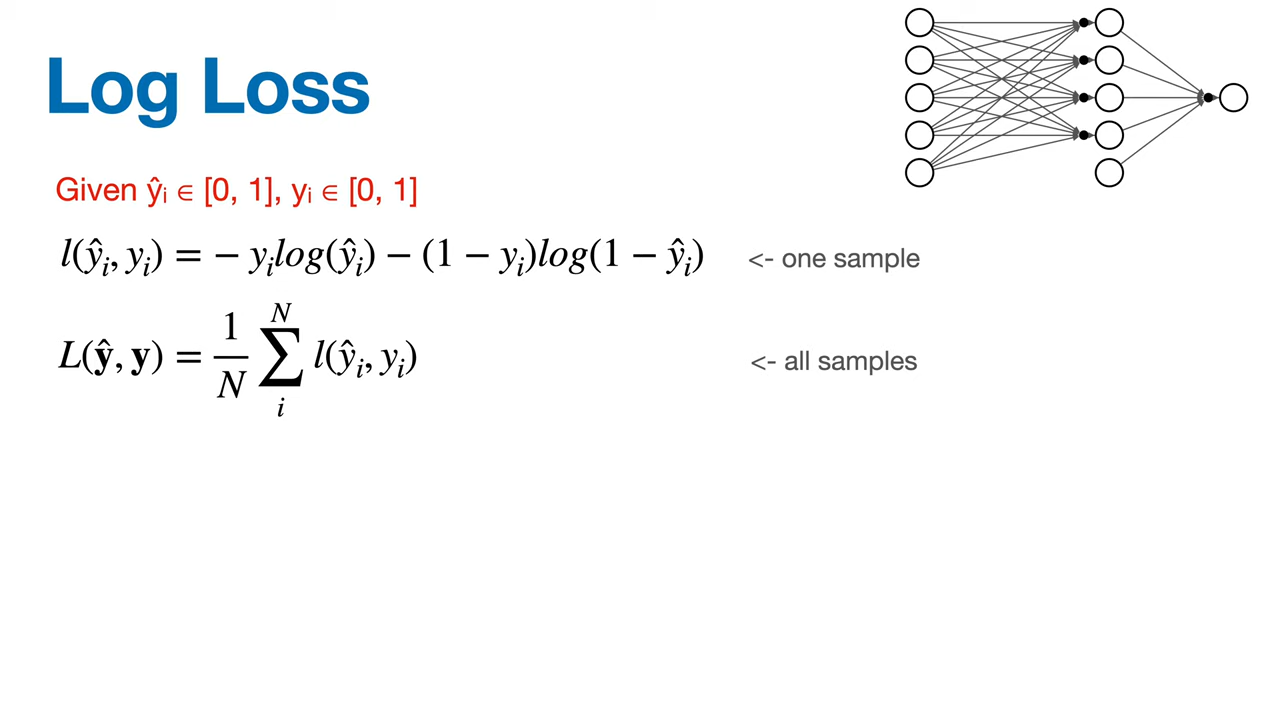 Log Loss
Given ŷᵢ ∈ [0, 1], yᵢ ∈ [0, 1]
l(ŷᵢ, yᵢ) = − yᵢlog(ŷᵢ) − (1 − yᵢ)log(1 − ŷᵢ) <- one sample
L(ŷ, y) = 1/N ∑ᵢᴺ l(ŷᵢ, yᵢ) <- all samples